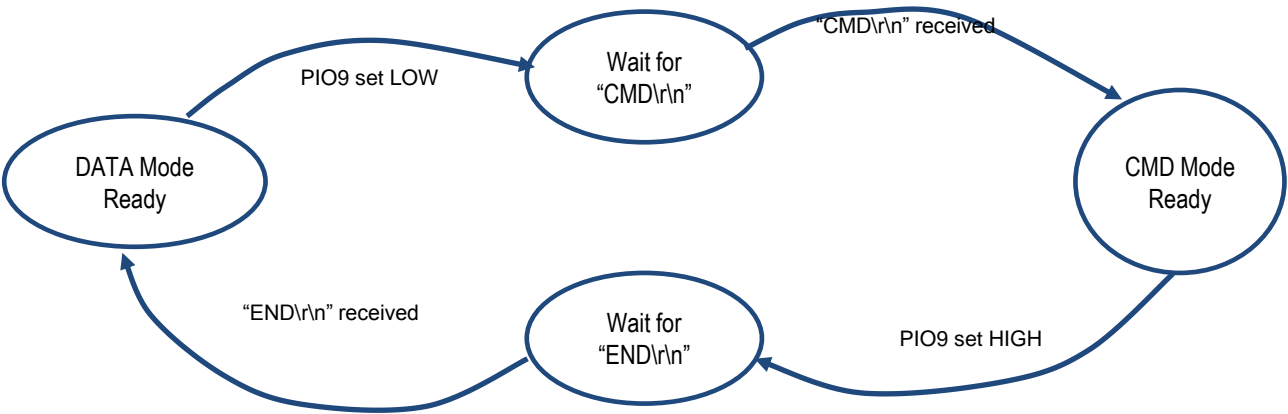 “CMD\r\n” received
Wait for
“CMD\r\n”
PIO9 set LOW
DATA Mode
Ready
CMD Mode
Ready
“END\r\n” received
Wait for
“END\r\n”
PIO9 set HIGH